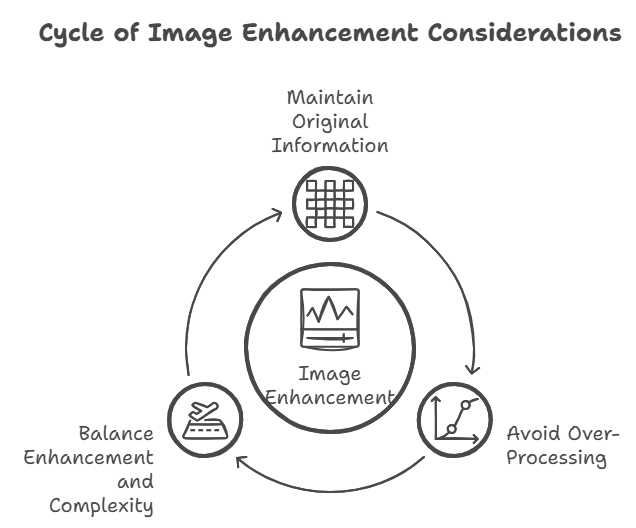 Cycle of Image Enhancement Considerations
Maintain
Original
Information
Image
Enhancement
Avoid Over-
Processing
Balance
Enhancement
and
Complexity